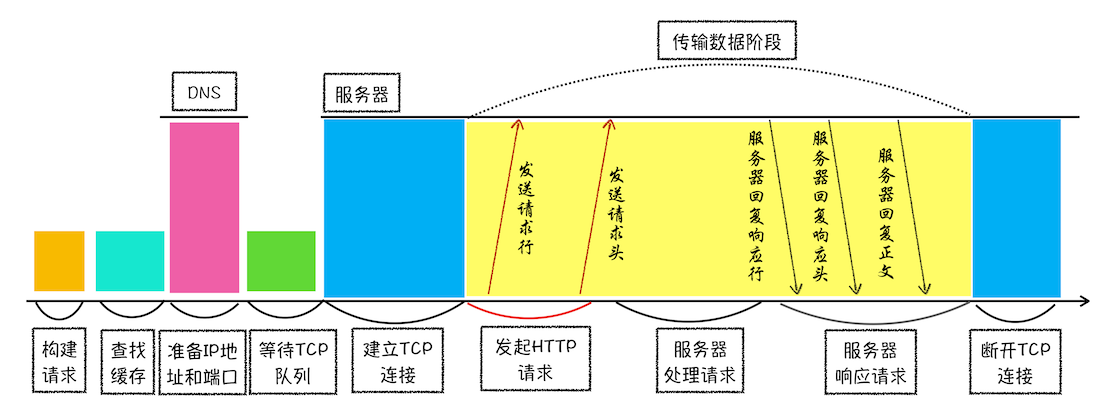 传输数据阶段
DNS
服务器
发送请求行
发送请求头
服务器回复响应行
服务器回复响应头
服务器回复正文
构建
请求
查找
缓存
准备IP地
址和端口
等待TCP
队列
建立TCP
连接
发起HTTP
请求
服务器
处理请求
服务器
响应请求
断开TCP
连接